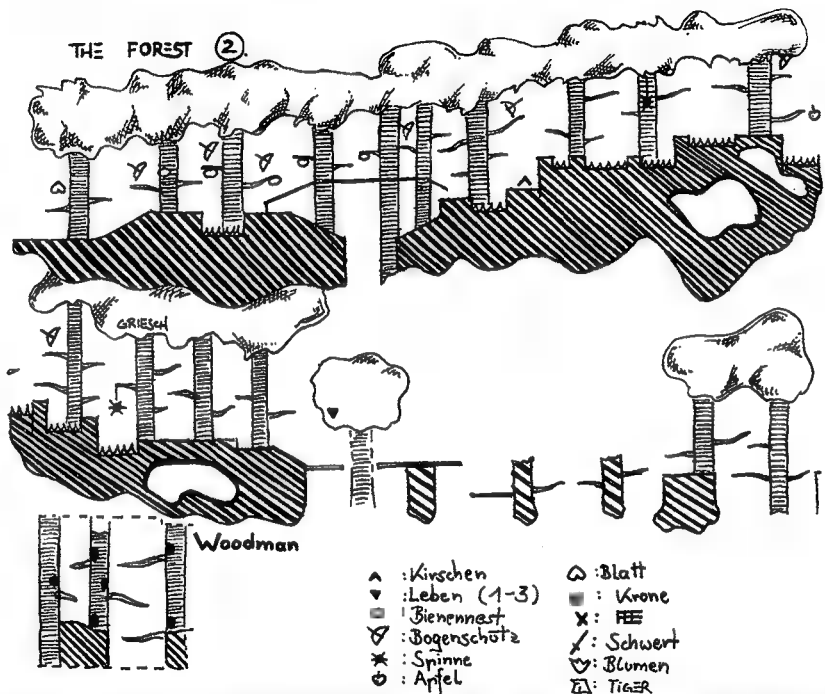 THE FOREST 2.
GRIESCH
Woodman
: Kirschen
: Leben (1-3)
: Bienennest
: Bogenschütz
: Spinne
: Apfel
: Blatt
: Krone
: FEE
: Schwert
: Blumen
: TIGER